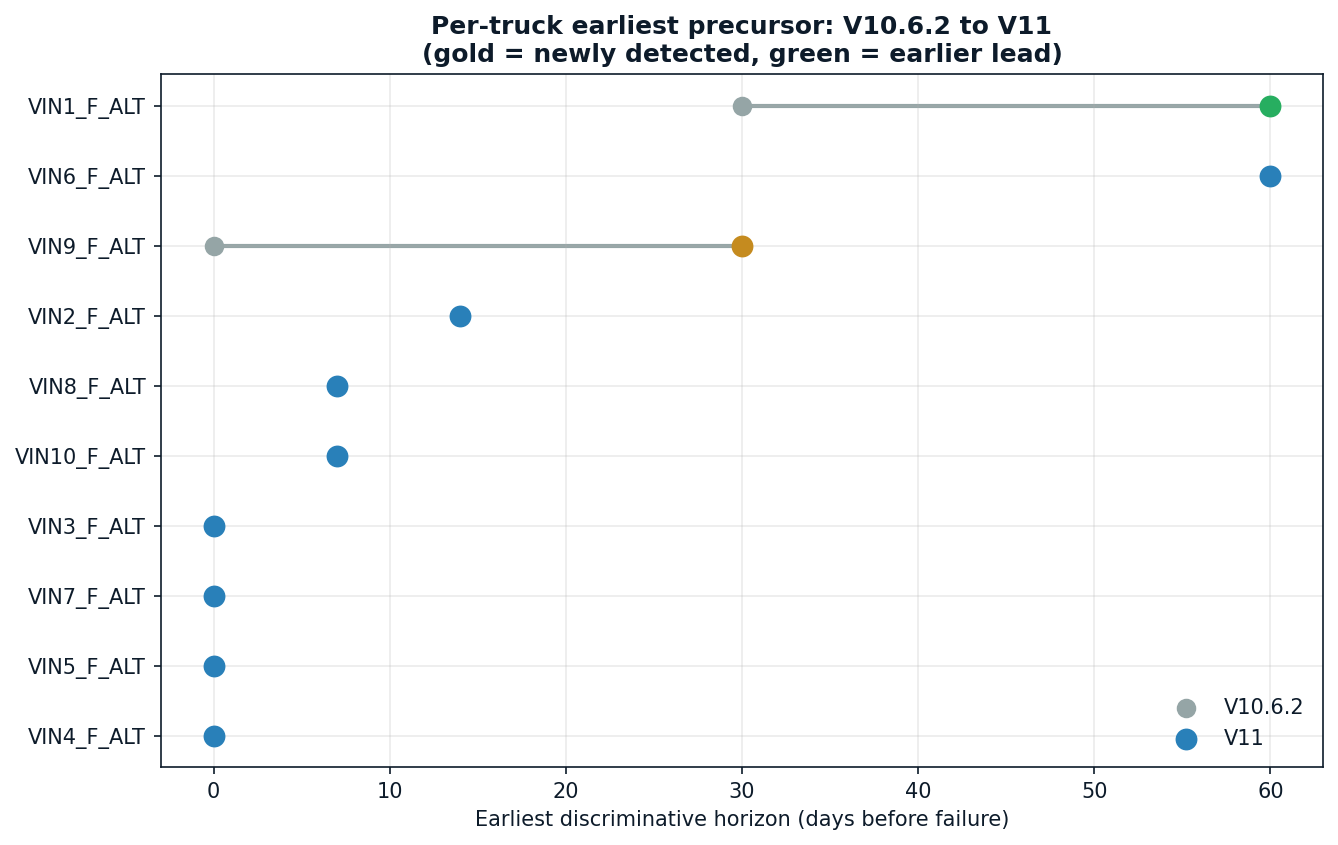 Per-truck earliest precursor: V10.6.2 to V11
(gold = newly detected, green = earlier lead)
VIN1_F_ALT
VIN6_F_ALT
VIN9_F_ALT
VIN2_F_ALT
VIN8_F_ALT
VIN10_F_ALT
VIN3_F_ALT
VIN7_F_ALT
VIN5_F_ALT
VIN4_F_ALT
V10.6.2
V11
0 10 20 30 40 50 60
Earliest discriminative horizon (days before failure)